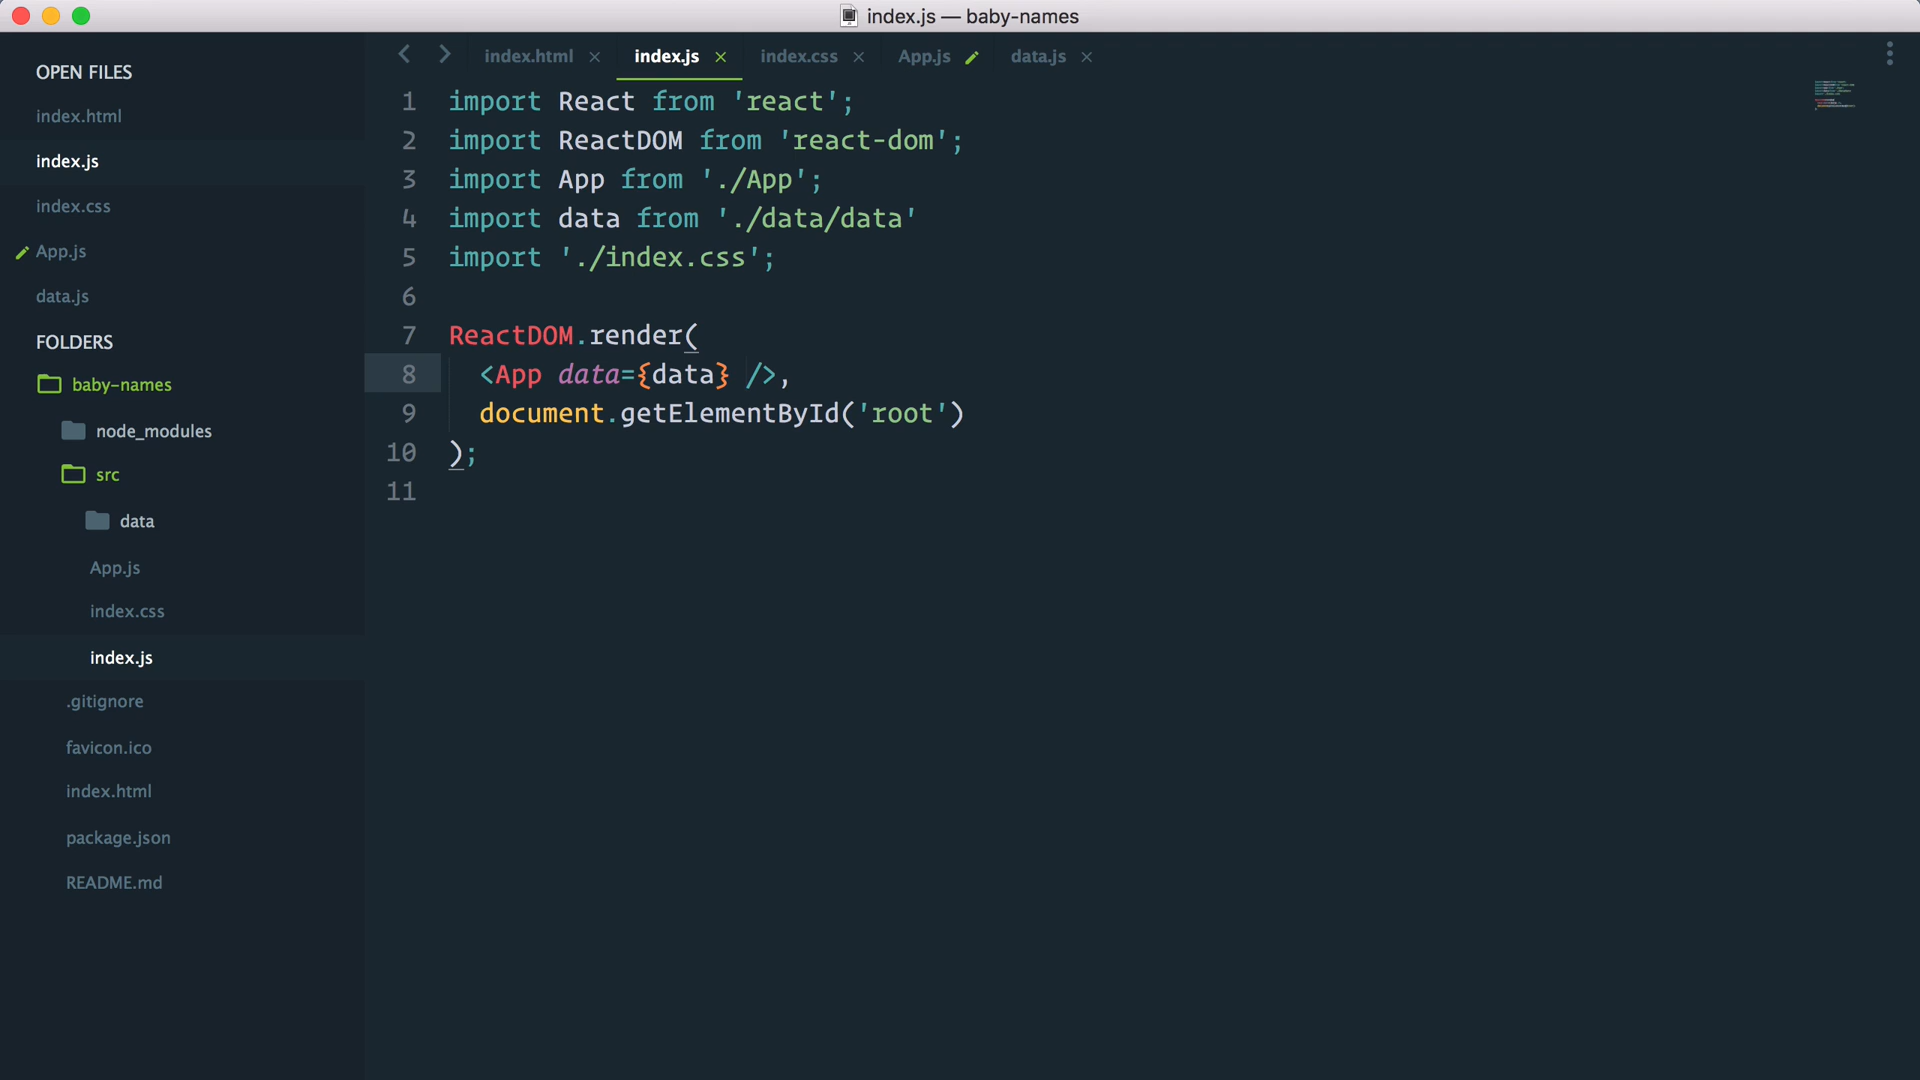 index.js — baby-names
OPEN FILES
index.html
index.js
index.css
App.js
data.js
FOLDERS
baby-names
node_modules
src
data
App.js
index.css
index.js
.gitignore
favicon.ico
index.html
package.json
README.md
index.html index.js index.css App.js data.js
1 import React from 'react';
2 import ReactDOM from 'react-dom';
3 import App from './App';
4 import data from './data/data'
5 import './index.css';
6
7 ReactDOM.render(
8 <App data={data} />,
9 document.getElementById('root')
10 );
11